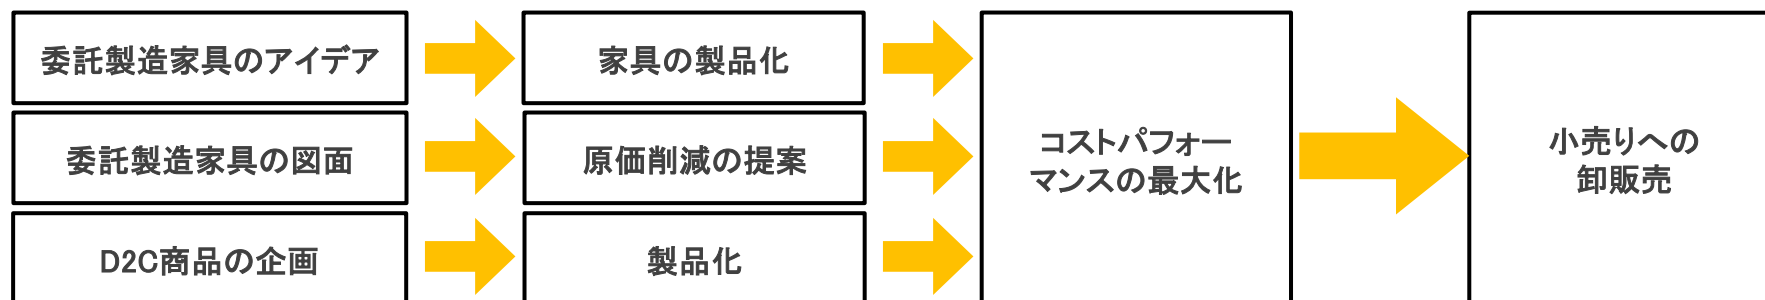 委託製造家具のアイデア
家具の製品化
委託製造家具の図面
原価削減の提案
D2C商品の企画
製品化
コストパフォー
マンスの最大化
小売りへの
卸販売